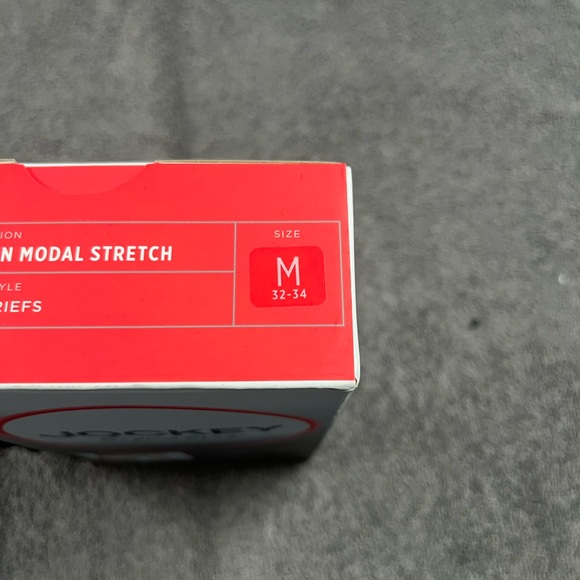 ION
N MODAL STRETCH
YLE
RIEFS
SIZE
M
32-34
JOCKEY